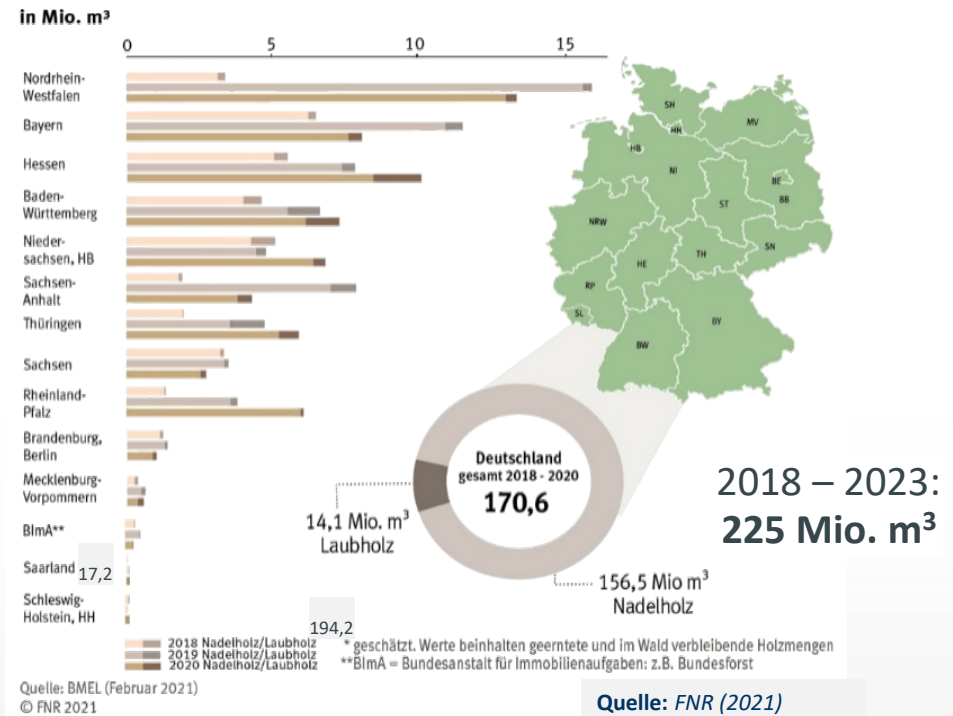 in Mio. m³
0 5 10 15
Nordrhein-
Westfalen
Bayern
Hessen
Baden-
Württemberg
Nieder-
sachsen, HB
Sachsen-
Anhalt
Thüringen
Sachsen
Rheinland-
Pfalz
Brandenburg,
Berlin
Mecklenburg-
Vorpommern
BImA**
Saarland
17,2
Schleswig-
Holstein, HH
SH
HH
MV
HB
NI
BE
BB
ST
NRW
SN
TH
HE
RP
SL
BY
BW
Deutschland
gesamt 2018 - 2020
170,6
14,1 Mio. m³
Laubholz
156,5 Mio m³
Nadelholz
2018 – 2023:
225 Mio. m³
194,2
2018 Nadelholz/Laubholz
2019 Nadelholz/Laubholz
2020 Nadelholz/Laubholz
* geschätzt. Werte beinhalten geerntete und im Wald verbleibende Holzmengen
**BImA = Bundesanstalt für Immobilienaufgaben: z.B. Bundesforst
Quelle: BMEL (Februar 2021)
© FNR 2021
Quelle: FNR (2021)